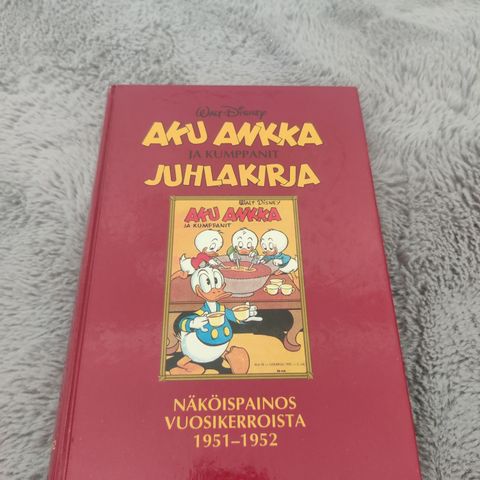 Walt Disney
AKU ANKKA
JA KUMPPANIT
JUHLAKIRJA
Walt Disney
AKU ANKKA
JA KUMPPANIT
NÄKÖISPAINOS
VUOSIKERROISTA
1951–1952